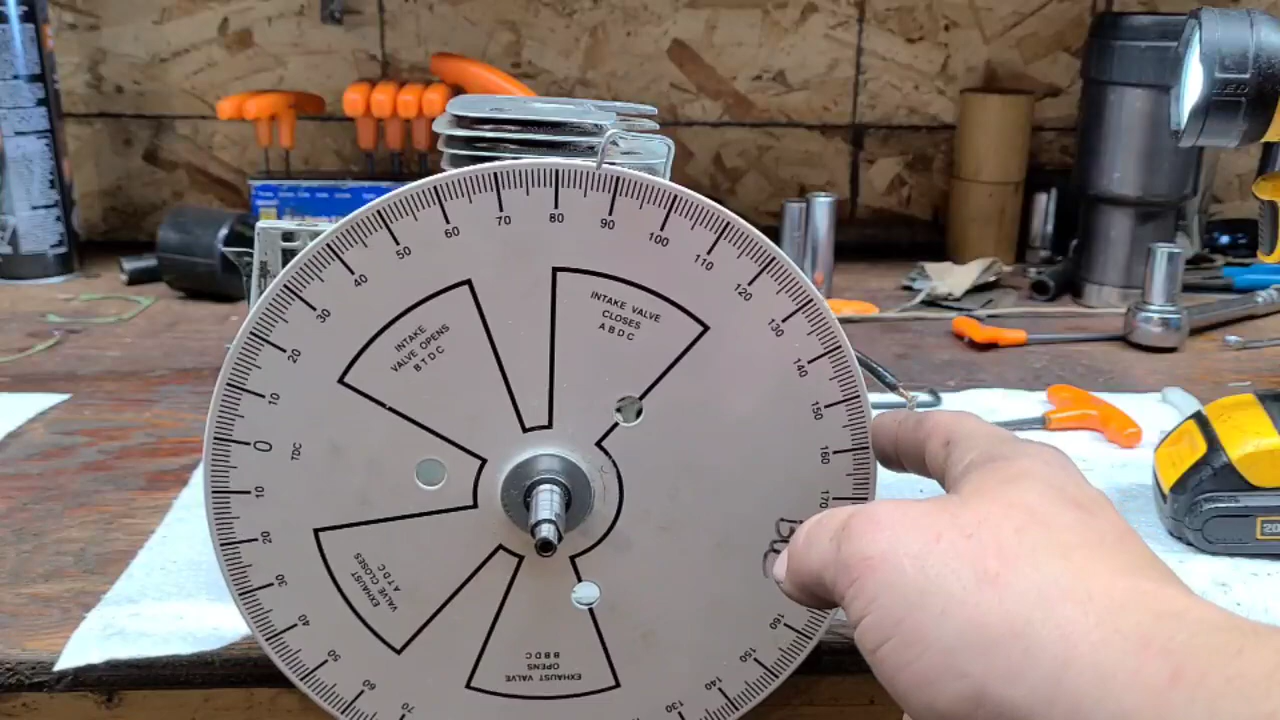 70
80
90
60
100
50
110
40
120
30
130
20
140
10
150
0
TDC
160
10
170
20
30
40
50
60
70
160
150
140
130
INTAKE
VALVE OPENS
BTDC
INTAKE VALVE
CLOSES
ABDC
EXHAUST
VALVE CLOSES
ATDC
EXHAUST VALVE
OPENS
BBDC
LED
20